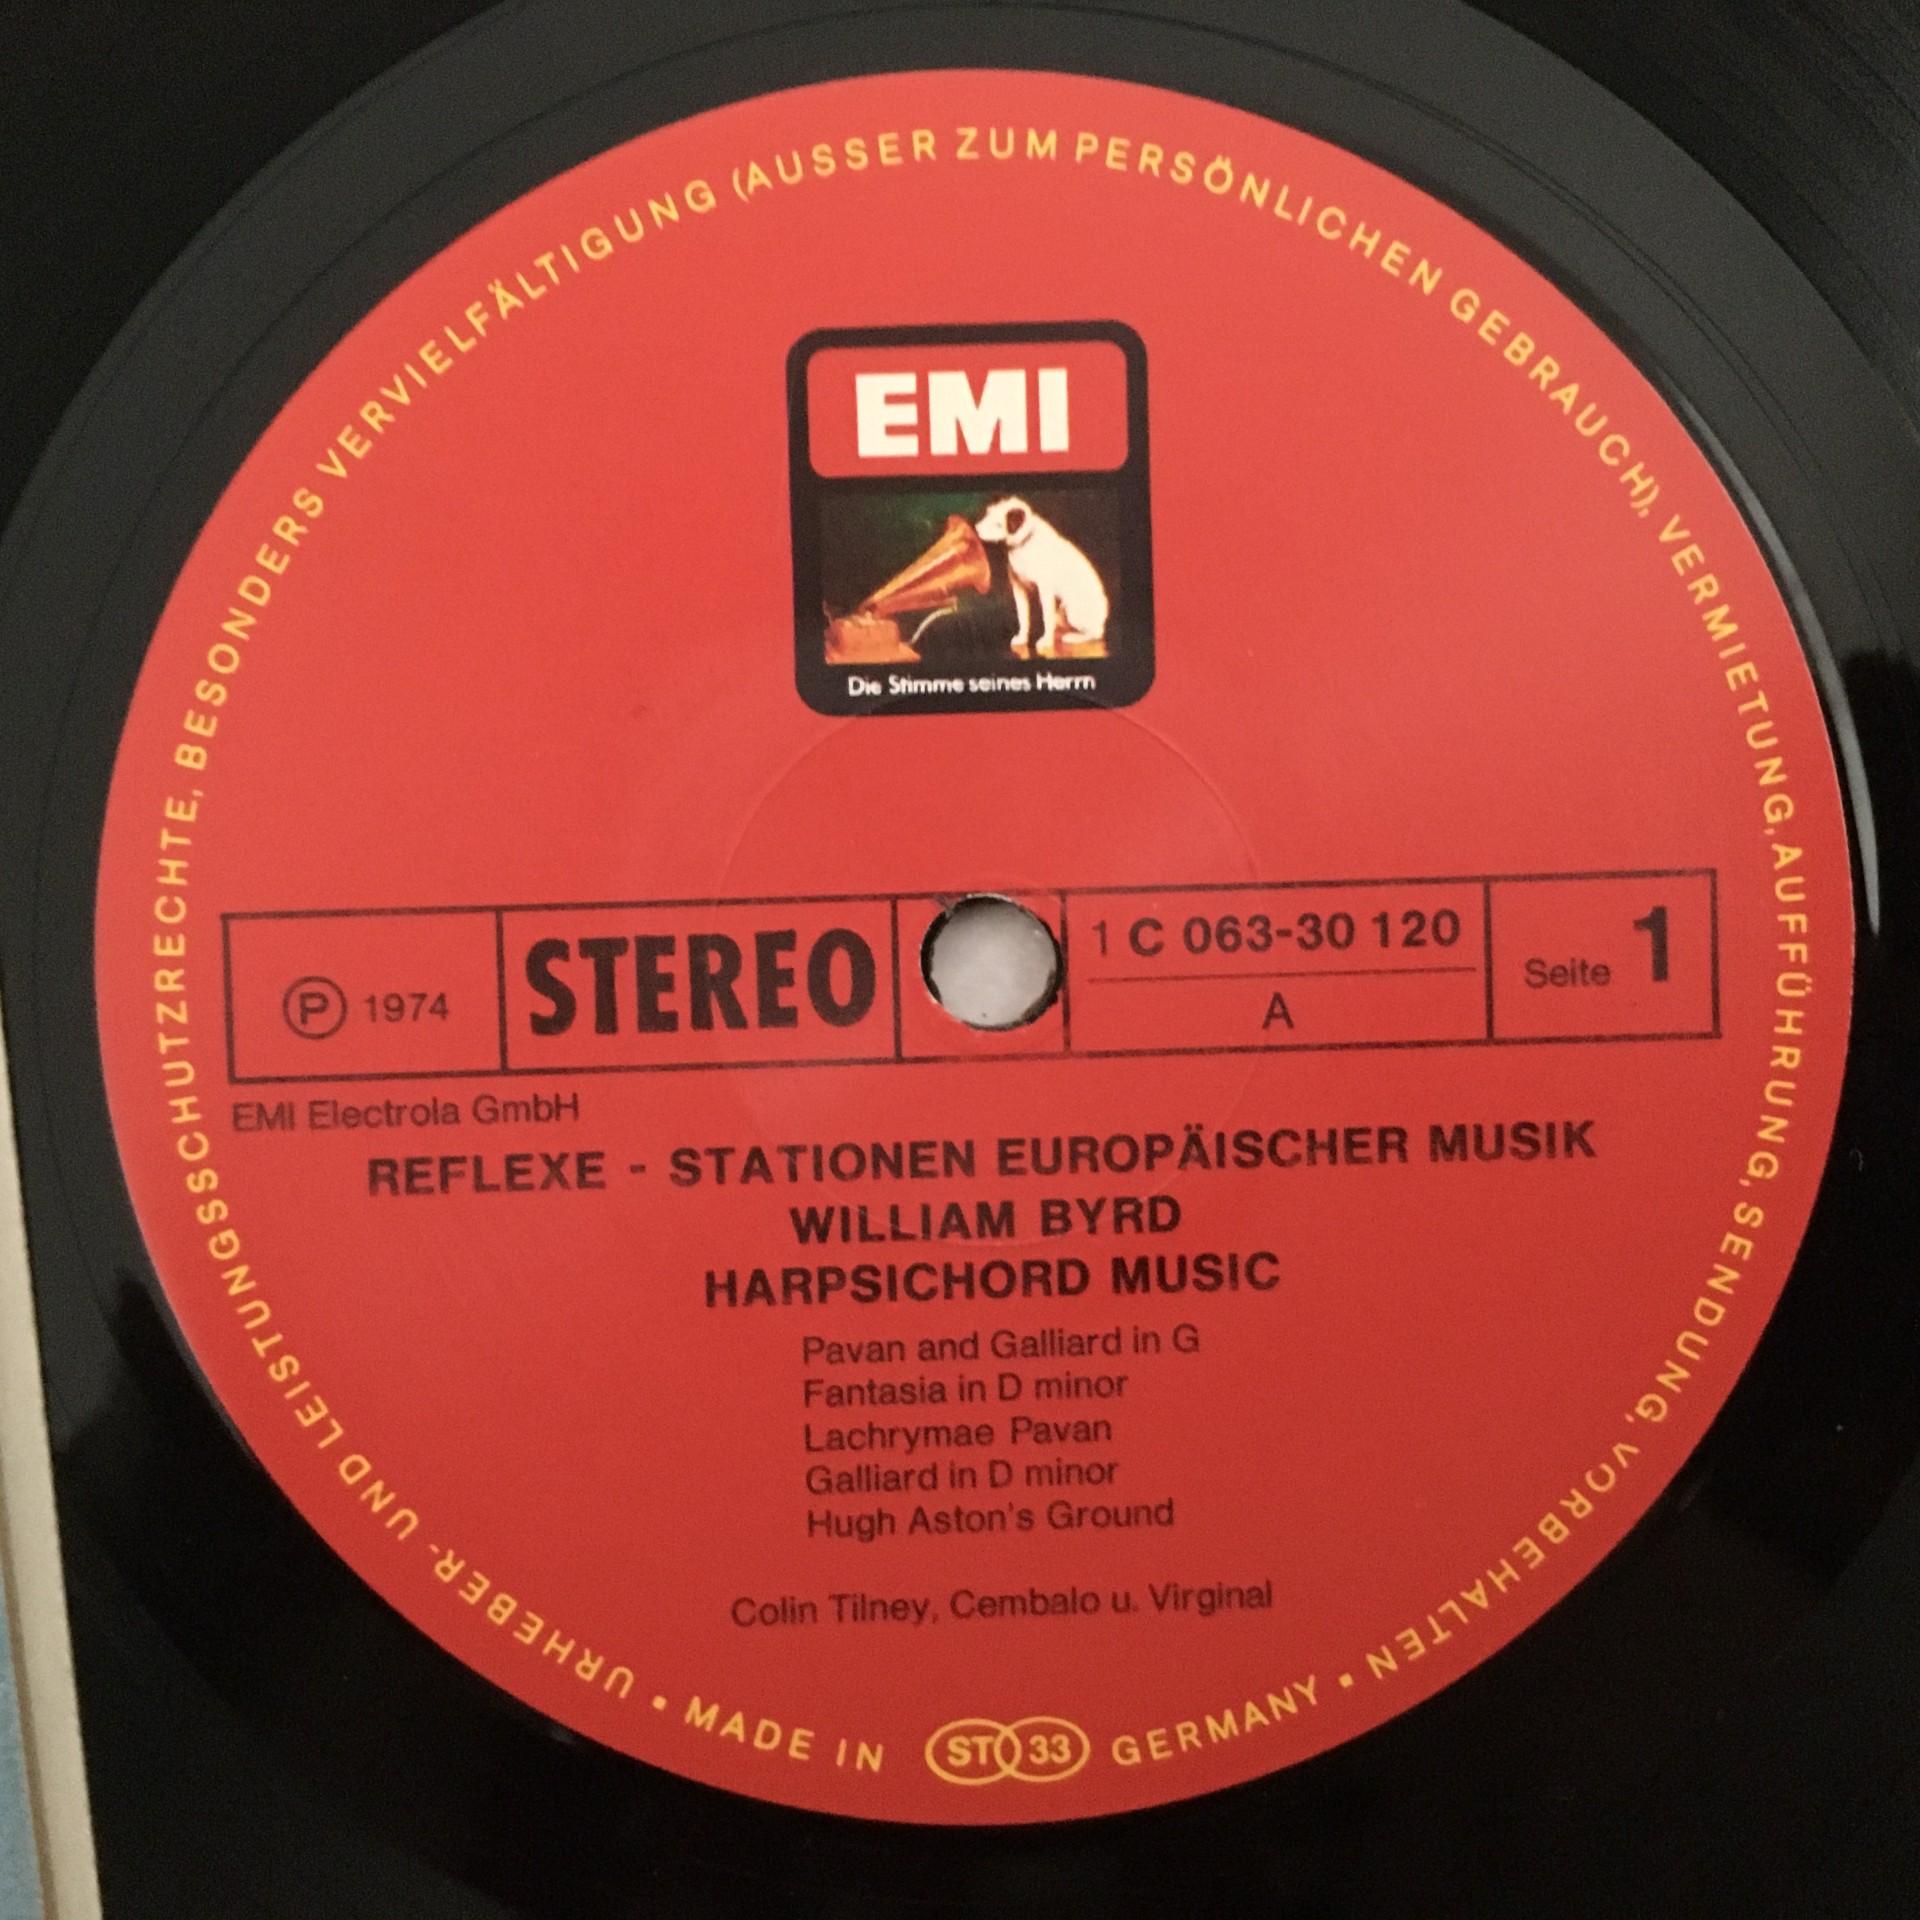 URHEBER- UND LEISTUNGSSCHUTZRECHTE, BESONDERS VERVIELFÄLTIGUNG (AUSSER ZUM PERSÖNLICHEN GEBRAUCH), VERMIETUNG, AUFFÜHRUNG, SENDUNG, VORBEHALTEN •
EMI
Die Stimme seines Herrn
Ⓟ 1974
STEREO
1 C 063-30 120
A
Seite 1
EMI Electrola GmbH
REFLEXE - STATIONEN EUROPÄISCHER MUSIK
WILLIAM BYRD
HARPSICHORD MUSIC
Pavan and Galliard in G
Fantasia in D minor
Lachrymae Pavan
Galliard in D minor
Hugh Aston's Ground
Colin Tilney, Cembalo u. Virginal
• MADE IN ST 33 GERMANY